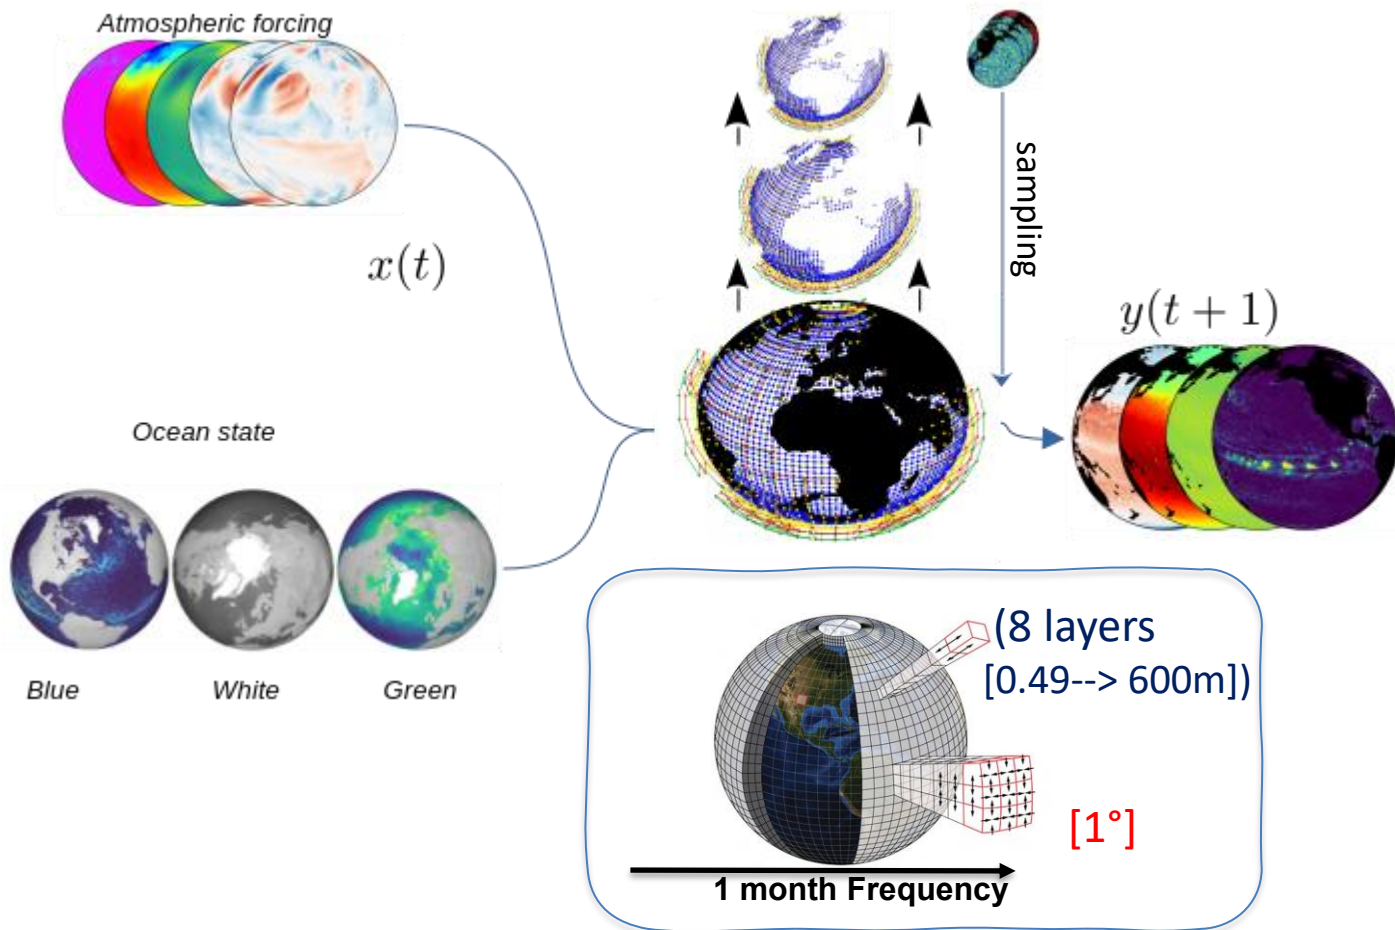 Atmospheric forcing
x(t)
sampling
y(t + 1)
Ocean state
Blue
White
Green
(8 layers
[0.49--> 600m])
[1°]
1 month Frequency